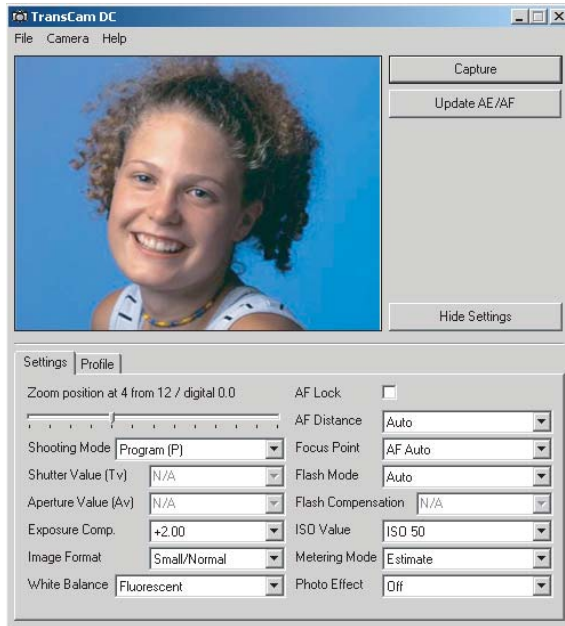 TransCam DC
File Camera Help
Capture
Update AE/AF
Hide Settings
Settings Profile
Zoom position at 4 from 12 / digital 0.0
Shooting Mode Program (P)
Shutter Value (Tv) N/A
Aperture Value (Av) N/A
Exposure Comp. +2.00
Image Format Small/Normal
White Balance Fluorescent
AF Lock
AF Distance Auto
Focus Point AF Auto
Flash Mode Auto
Flash Compensation N/A
ISO Value ISO 50
Metering Mode Estimate
Photo Effect Off